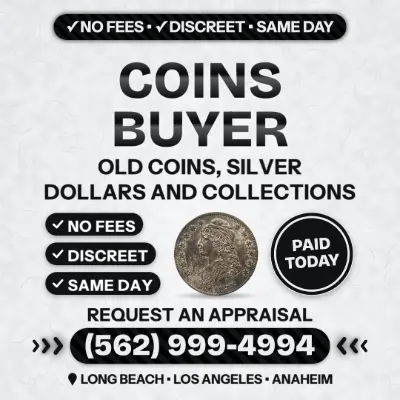 ✓NO FEES • ✓DISCREET • SAME DAY
COINS
BUYER
OLD COINS, SILVER
DOLLARS AND COLLECTIONS
✓ NO FEES
✓ DISCREET
✓ SAME DAY
PAID
TODAY
REQUEST AN APPRAISAL
(562) 999-4994
LONG BEACH • LOS ANGELES • ANAHEIM